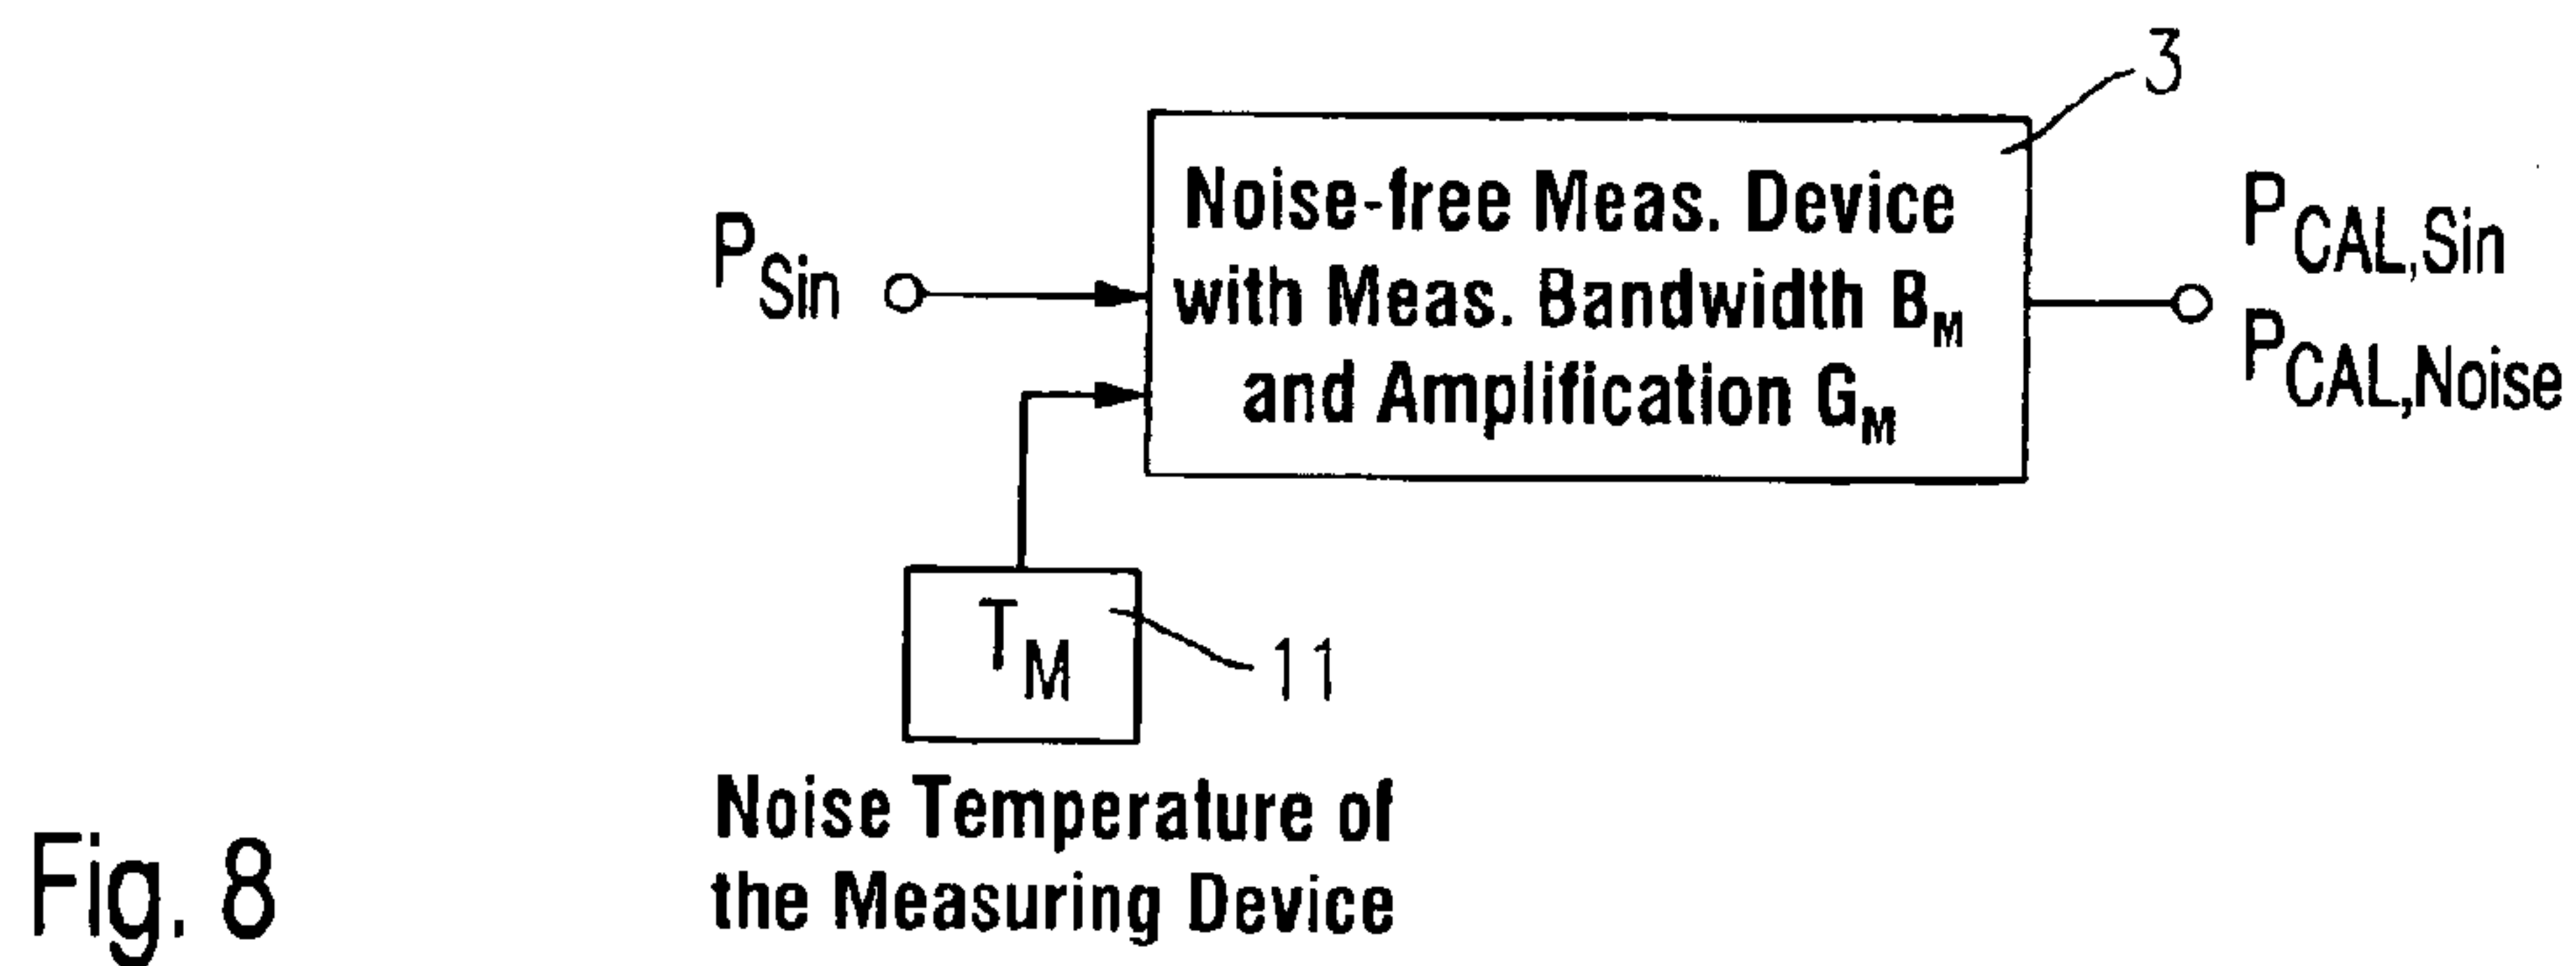 3
Noise-free Meas. Device
with Meas. Bandwidth B_M
and Amplification G_M
P_Sin
P_CAL,Sin
P_CAL,Noise
T_M
11
Noise Temperature of
the Measuring Device
Fig. 8